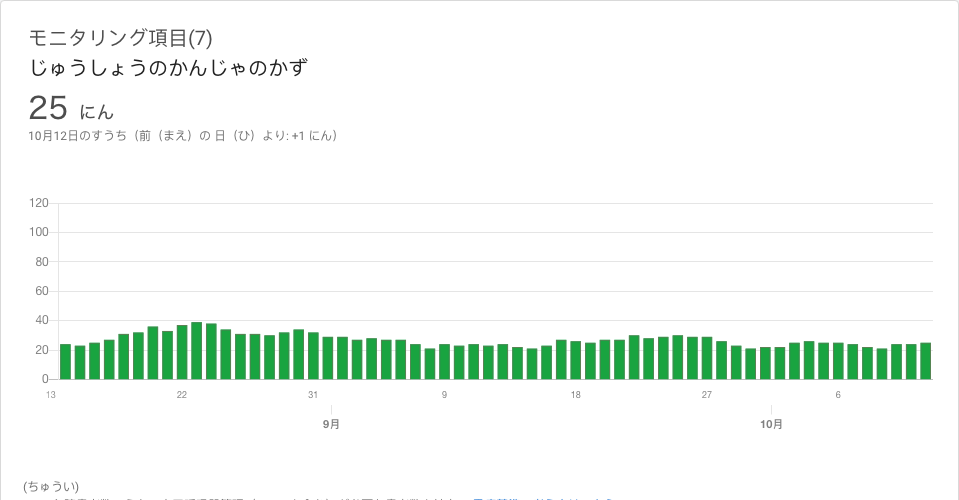 モニタリング項目(7)
じゅうしょうのかんじゃのかず
25 にん
10月12日のすうち（前（まえ）の 日（ひ）より: +1 にん）
120
100
80
60
40
20
0
13 22 31 9 18 27 6
9月 10月
(ちゅうい)